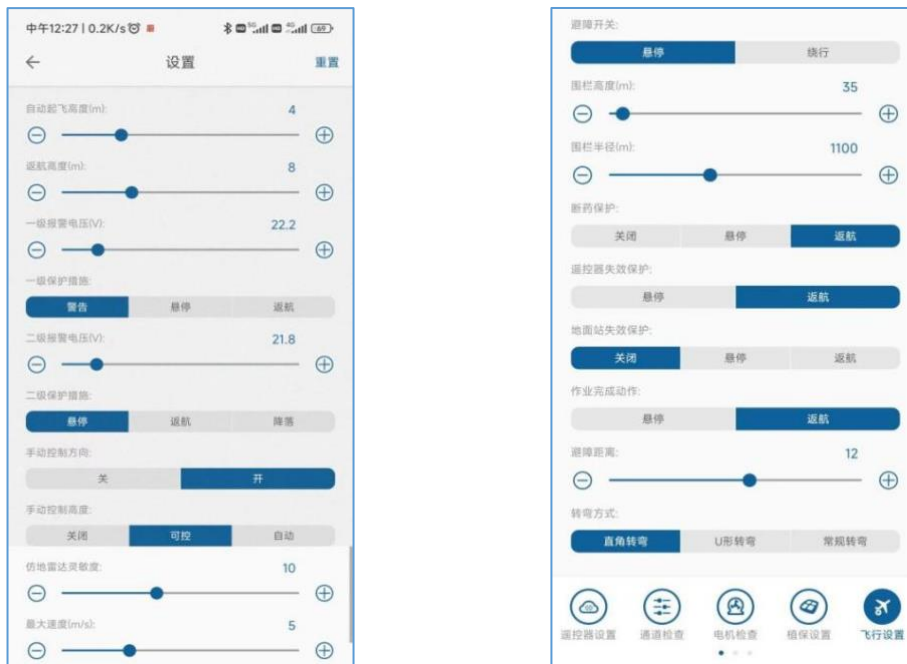 中午12:27 | 0.2K/s
5G
4G
69
设置
重置
自动起飞高度(m):
4
返航高度(m):
8
一级报警电压(V):
22.2
一级保护措施:
警告 悬停 返航
二级报警电压(V):
21.8
二级保护措施:
悬停 返航 降落
手动控制方向:
关 开
手动控制高度:
关闭 可控 自动
仿地雷达灵敏度:
10
最大速度(m/s):
5
避障开关:
悬停 绕行
围栏高度(m):
35
围栏半径(m):
1100
断药保护:
关闭 悬停 返航
遥控器失效保护:
悬停 返航
地面站失效保护:
关闭 悬停 返航
作业完成动作:
悬停 返航
避障距离:
12
转弯方式:
直角转弯 U形转弯 常规转弯
遥控器设置 通道检查 电机检查 植保设置 飞行设置